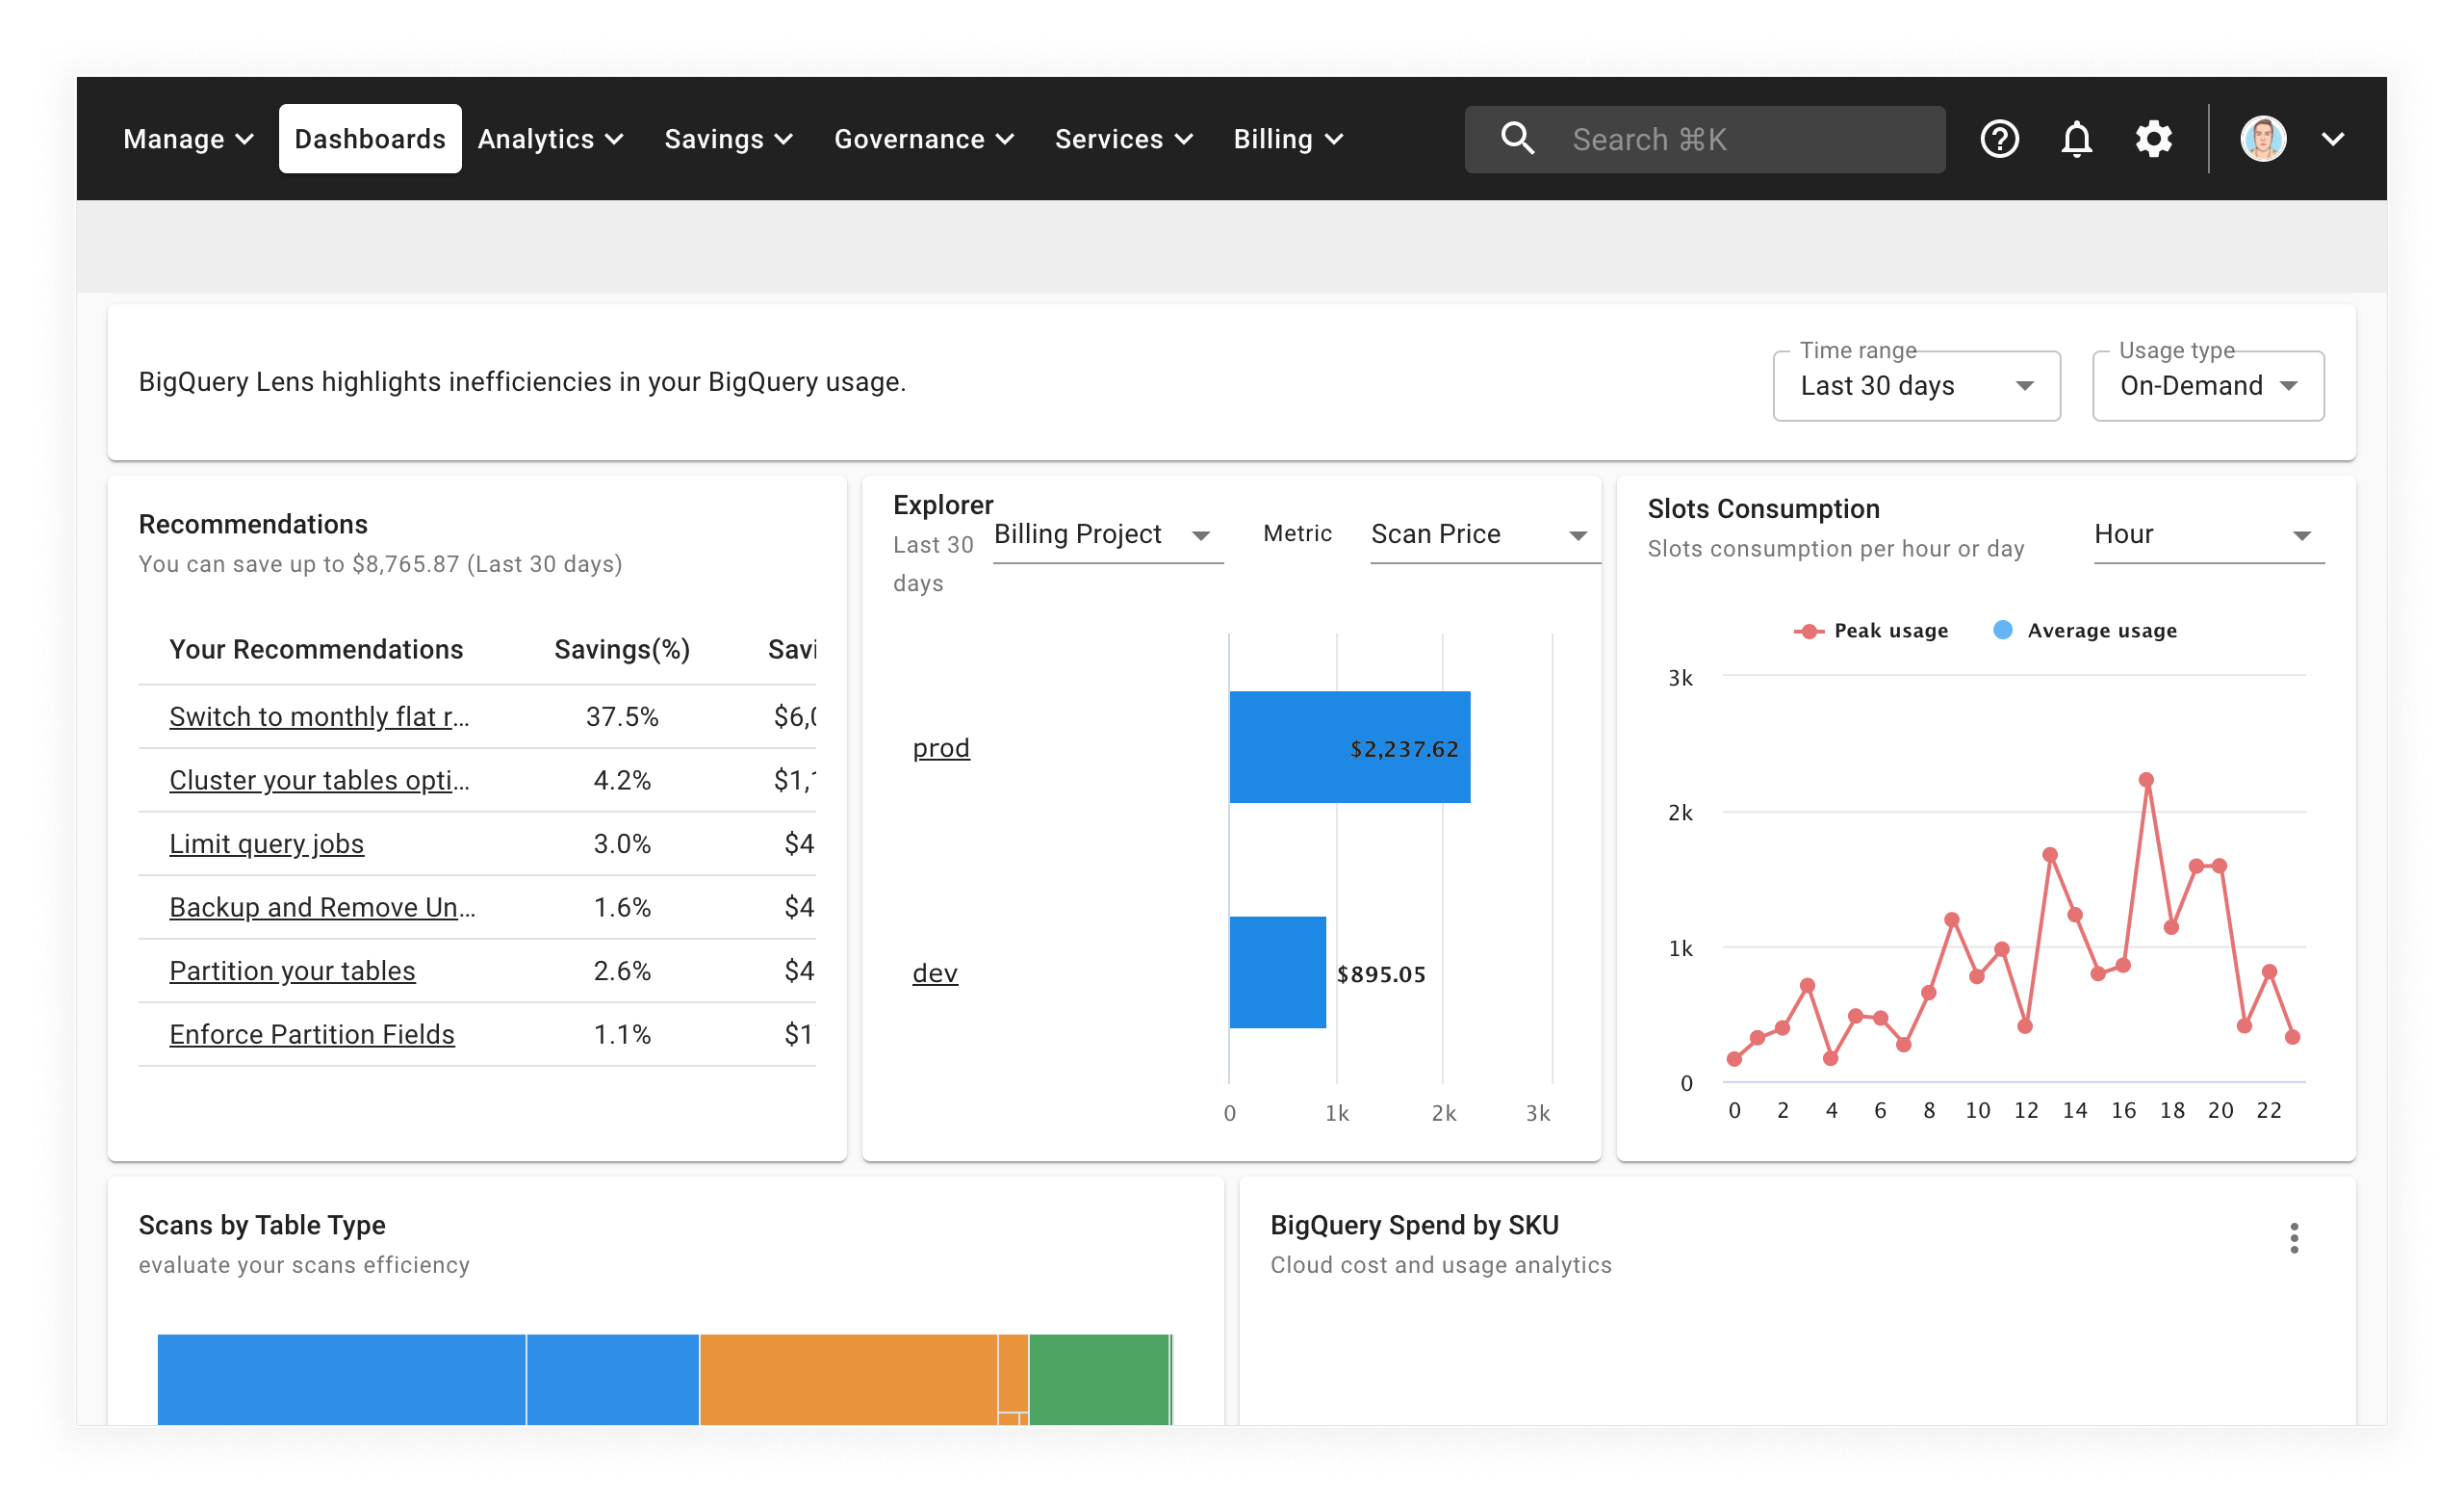 Manage Dashboards Analytics Savings Governance Services Billing Search ⌘K
BigQuery Lens highlights inefficiencies in your BigQuery usage.
Time range
Last 30 days
Usage type
On-Demand
Recommendations
You can save up to $8,765.87 (Last 30 days)
Your Recommendations Savings(%) Savi
Switch to monthly flat r... 37.5% $6,0
Cluster your tables opti... 4.2% $1,1
Limit query jobs 3.0% $4
Backup and Remove Un... 1.6% $4
Partition your tables 2.6% $4
Enforce Partition Fields 1.1% $1
Explorer
Last 30
days
Billing Project Metric Scan Price
prod $2,237.62
dev $895.05
0 1k 2k 3k
Slots Consumption
Slots consumption per hour or day
Hour
Peak usage Average usage
3k
2k
1k
0
0 2 4 6 8 10 12 14 16 18 20 22
Scans by Table Type
evaluate your scans efficiency
BigQuery Spend by SKU
Cloud cost and usage analytics